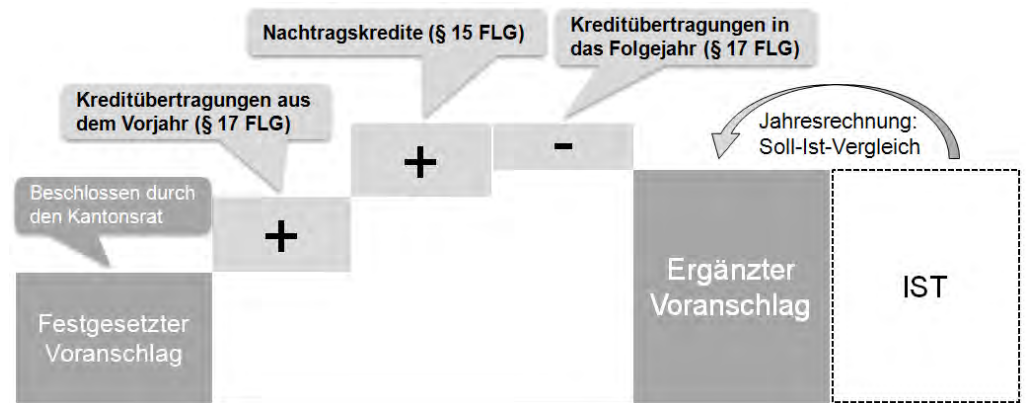 Nachtragskredite (§ 15 FLG)
Kreditübertragungen in
das Folgejahr (§ 17 FLG)
Kreditübertragungen aus
dem Vorjahr (§ 17 FLG)
Jahresrechnung:
Soll-Ist-Vergleich
Beschlossen durch
den Kantonsrat
+
+
-
Festgesetzter
Voranschlag
Ergänzter
Voranschlag
IST